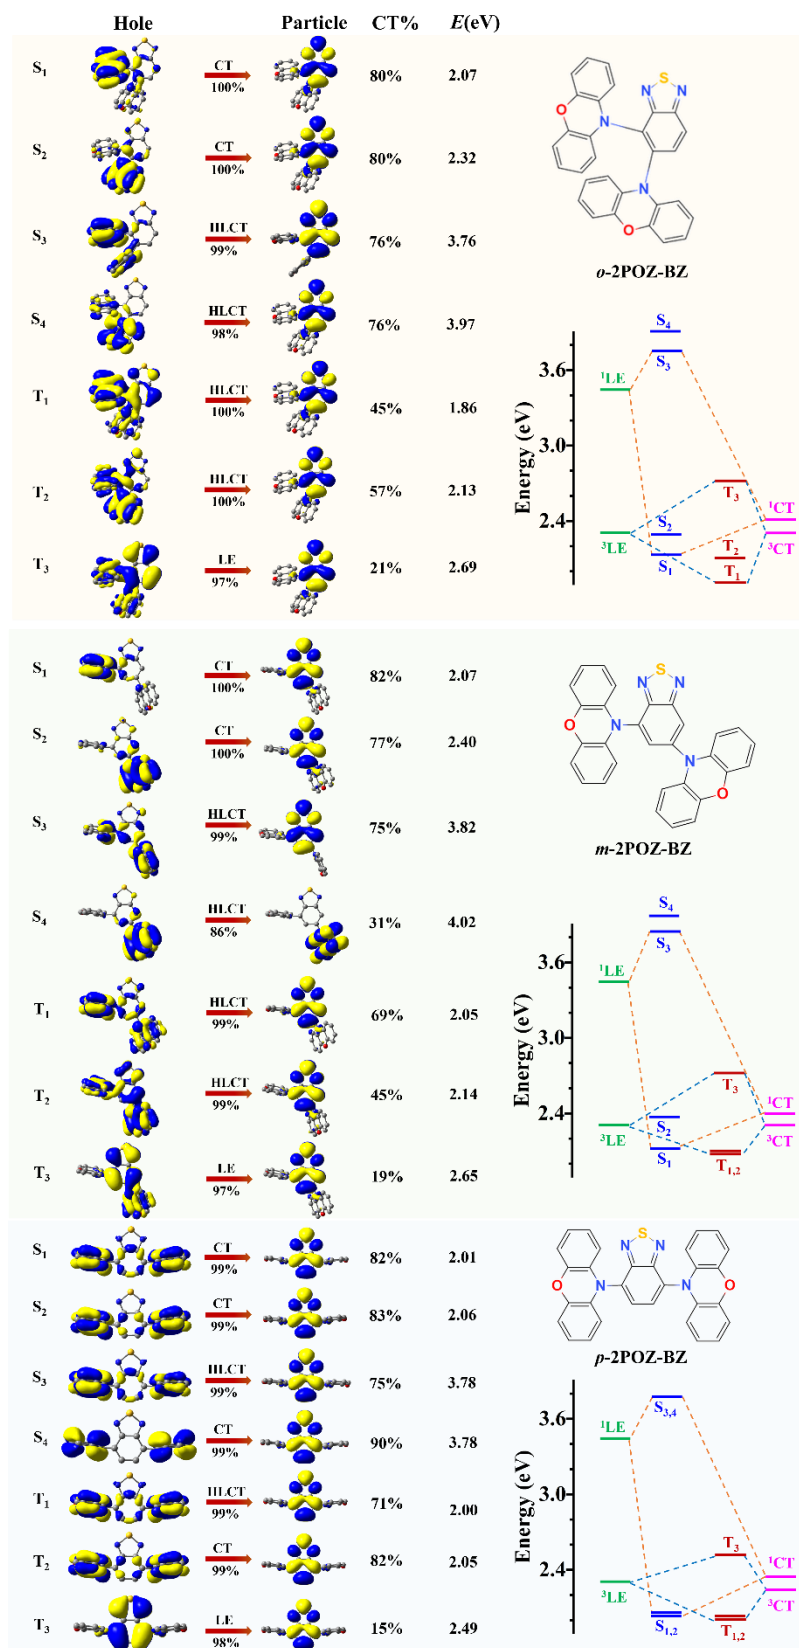 Hole Particle CT% E(eV)
S1 CT 100% 80% 2.07
S2 CT 100% 80% 2.32
S3 HLCT 99% 76% 3.76
S4 HLCT 98% 76% 3.97
T1 HLCT 100% 45% 1.86
T2 HLCT 100% 57% 2.13
T3 LE 97% 21% 2.69
S
N N
O N
N
O
o-2POZ-BZ
Energy (eV)
3.6
3.0
2.4
S4
S3
1LE
T3
1CT
S2
3LE
3CT
T2
S1
T1
S1 CT 100% 82% 2.07
S2 CT 100% 77% 2.40
S3 HLCT 99% 75% 3.82
S4 HLCT 86% 31% 4.02
T1 HLCT 99% 69% 2.05
T2 HLCT 99% 45% 2.14
T3 LE 97% 19% 2.65
S
N N
O N
N
O
m-2POZ-BZ
Energy (eV)
3.6
3.0
2.4
S4
S3
1LE
T3
1CT
S2
3LE
3CT
S1
T1,2
S1 CT 99% 82% 2.01
S2 CT 99% 83% 2.06
S3 HLCT 99% 75% 3.78
S4 CT 99% 90% 3.78
T1 HLCT 99% 71% 2.00
T2 CT 99% 82% 2.05
T3 LE 98% 15% 2.49
S
N N
O N N O
p-2POZ-BZ
Energy (eV)
3.6
3.0
2.4
S3,4
1LE
T3
1CT
3LE
3CT
S1,2
T1,2